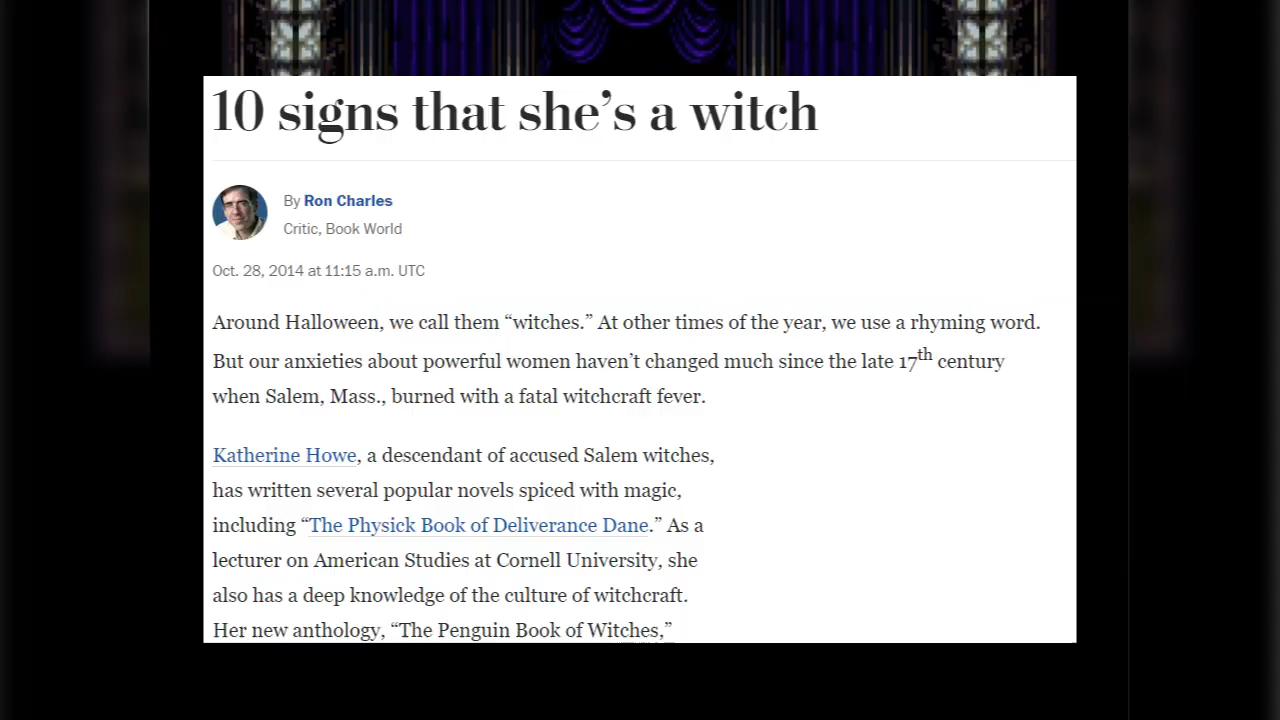 10 signs that she’s a witch
By Ron Charles
Critic, Book World
Oct. 28, 2014 at 11:15 a.m. UTC
Around Halloween, we call them “witches.” At other times of the year, we use a rhyming word.
But our anxieties about powerful women haven’t changed much since the late 17th century
when Salem, Mass., burned with a fatal witchcraft fever.
Katherine Howe, a descendant of accused Salem witches,
has written several popular novels spiced with magic,
including “The Physick Book of Deliverance Dane.” As a
lecturer on American Studies at Cornell University, she
also has a deep knowledge of the culture of witchcraft.
Her new anthology, “The Penguin Book of Witches,”